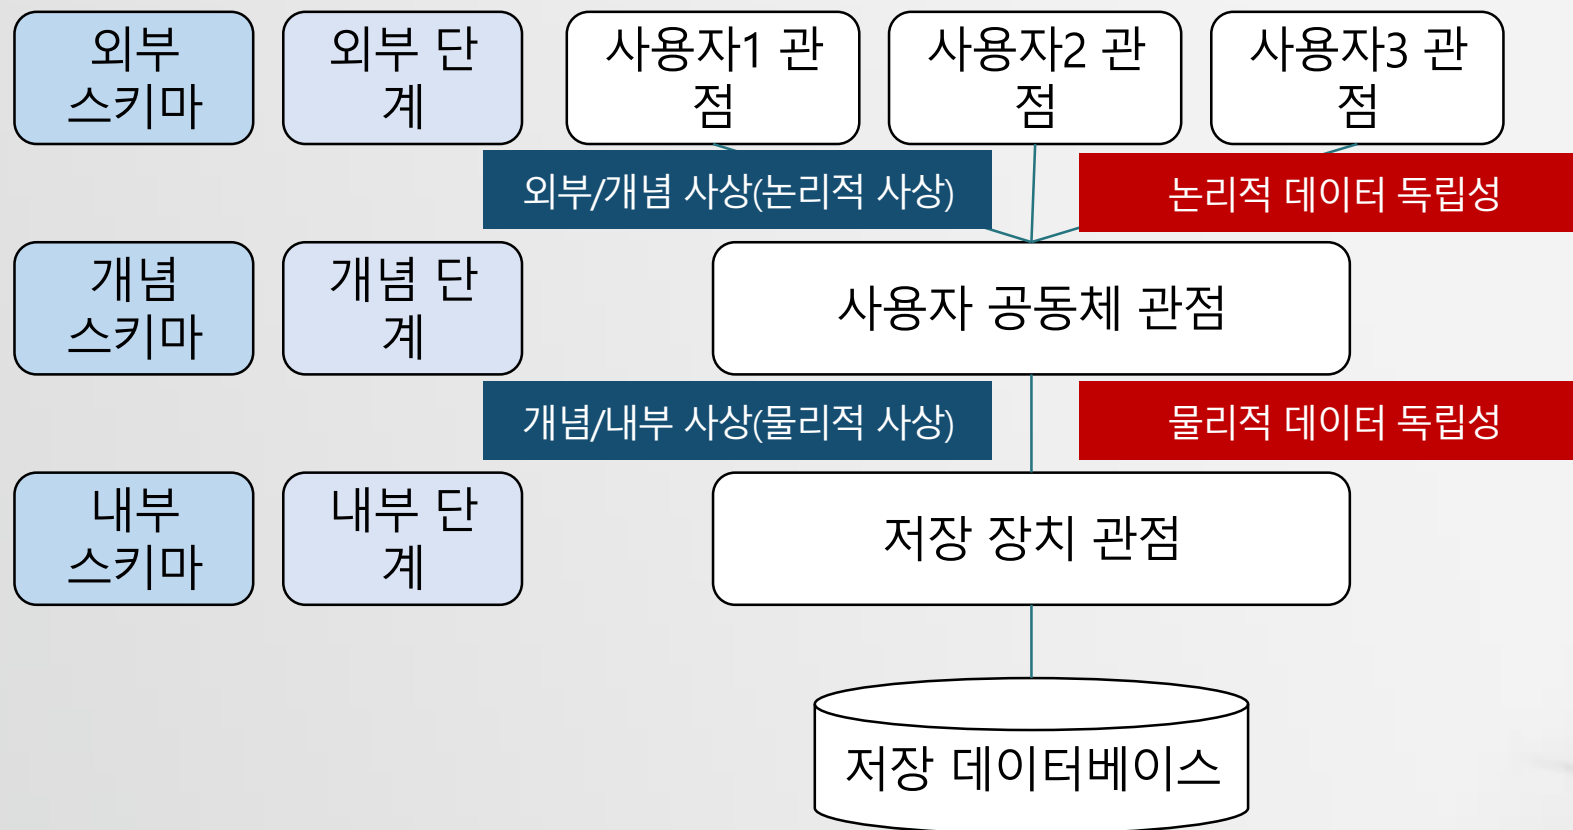 외부
스키마
외부 단
계
사용자1 관
점
사용자2 관
점
사용자3 관
점
외부/개념 사상(논리적 사상)
논리적 데이터 독립성
개념
스키마
개념 단
계
사용자 공동체 관점
개념/내부 사상(물리적 사상)
물리적 데이터 독립성
내부
스키마
내부 단
계
저장 장치 관점
저장 데이터베이스